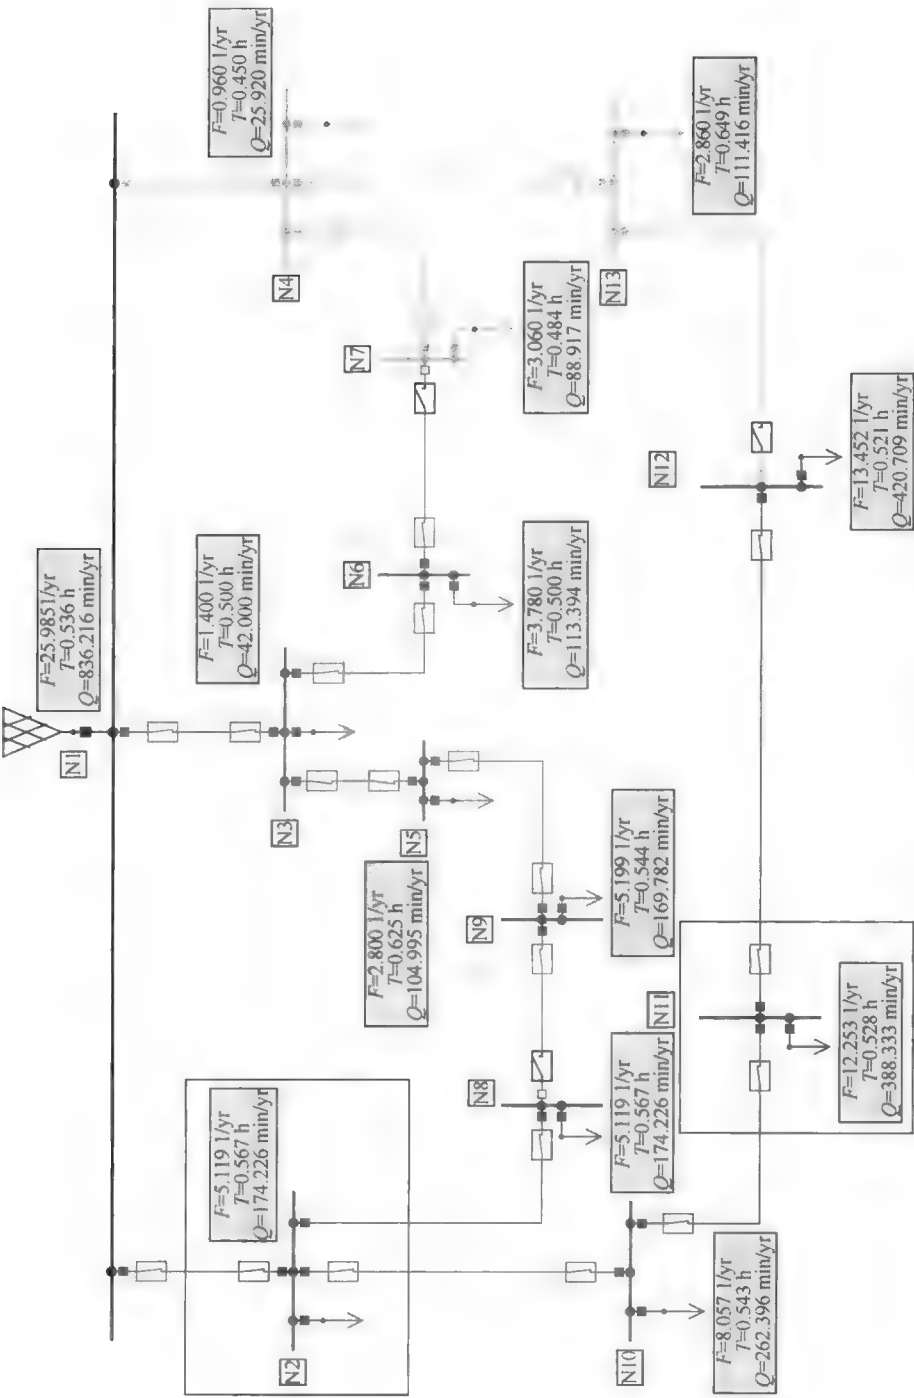 N1
F=25.9851/yr
T=0.536 h
Q=836.216 min/yr
F=5.119 1/yr
T=0.567 h
Q=174.226 min/yr
F=1.400 1/yr
T=0.500 h
Q=42.000 min/yr
F=0.960 1/yr
T=0.450 h
Q=25.920 min/yr
N2
N3
N4
F=2.800 1/yr
T=0.625 h
Q=104.995 min/yr
N5
N6
N7
N8
N9
F=3.780 1/yr
T=0.500 h
Q=113.394 min/yr
F=3.060 1/yr
T=0.484 h
Q=88.917 min/yr
N10
F=5.119 1/yr
T=0.567 h
Q=174.226 min/yr
F=5.199 1/yr
T=0.544 h
Q=169.782 min/yr
N13
N11
N12
F=2.860 1/yr
T=0.649 h
Q=111.416 min/yr
F=8.057 1/yr
T=0.543 h
Q=262.396 min/yr
F=12.253 1/yr
T=0.528 h
Q=388.333 min/yr
F=13.452 1/yr
T=0.521 h
Q=420.709 min/yr